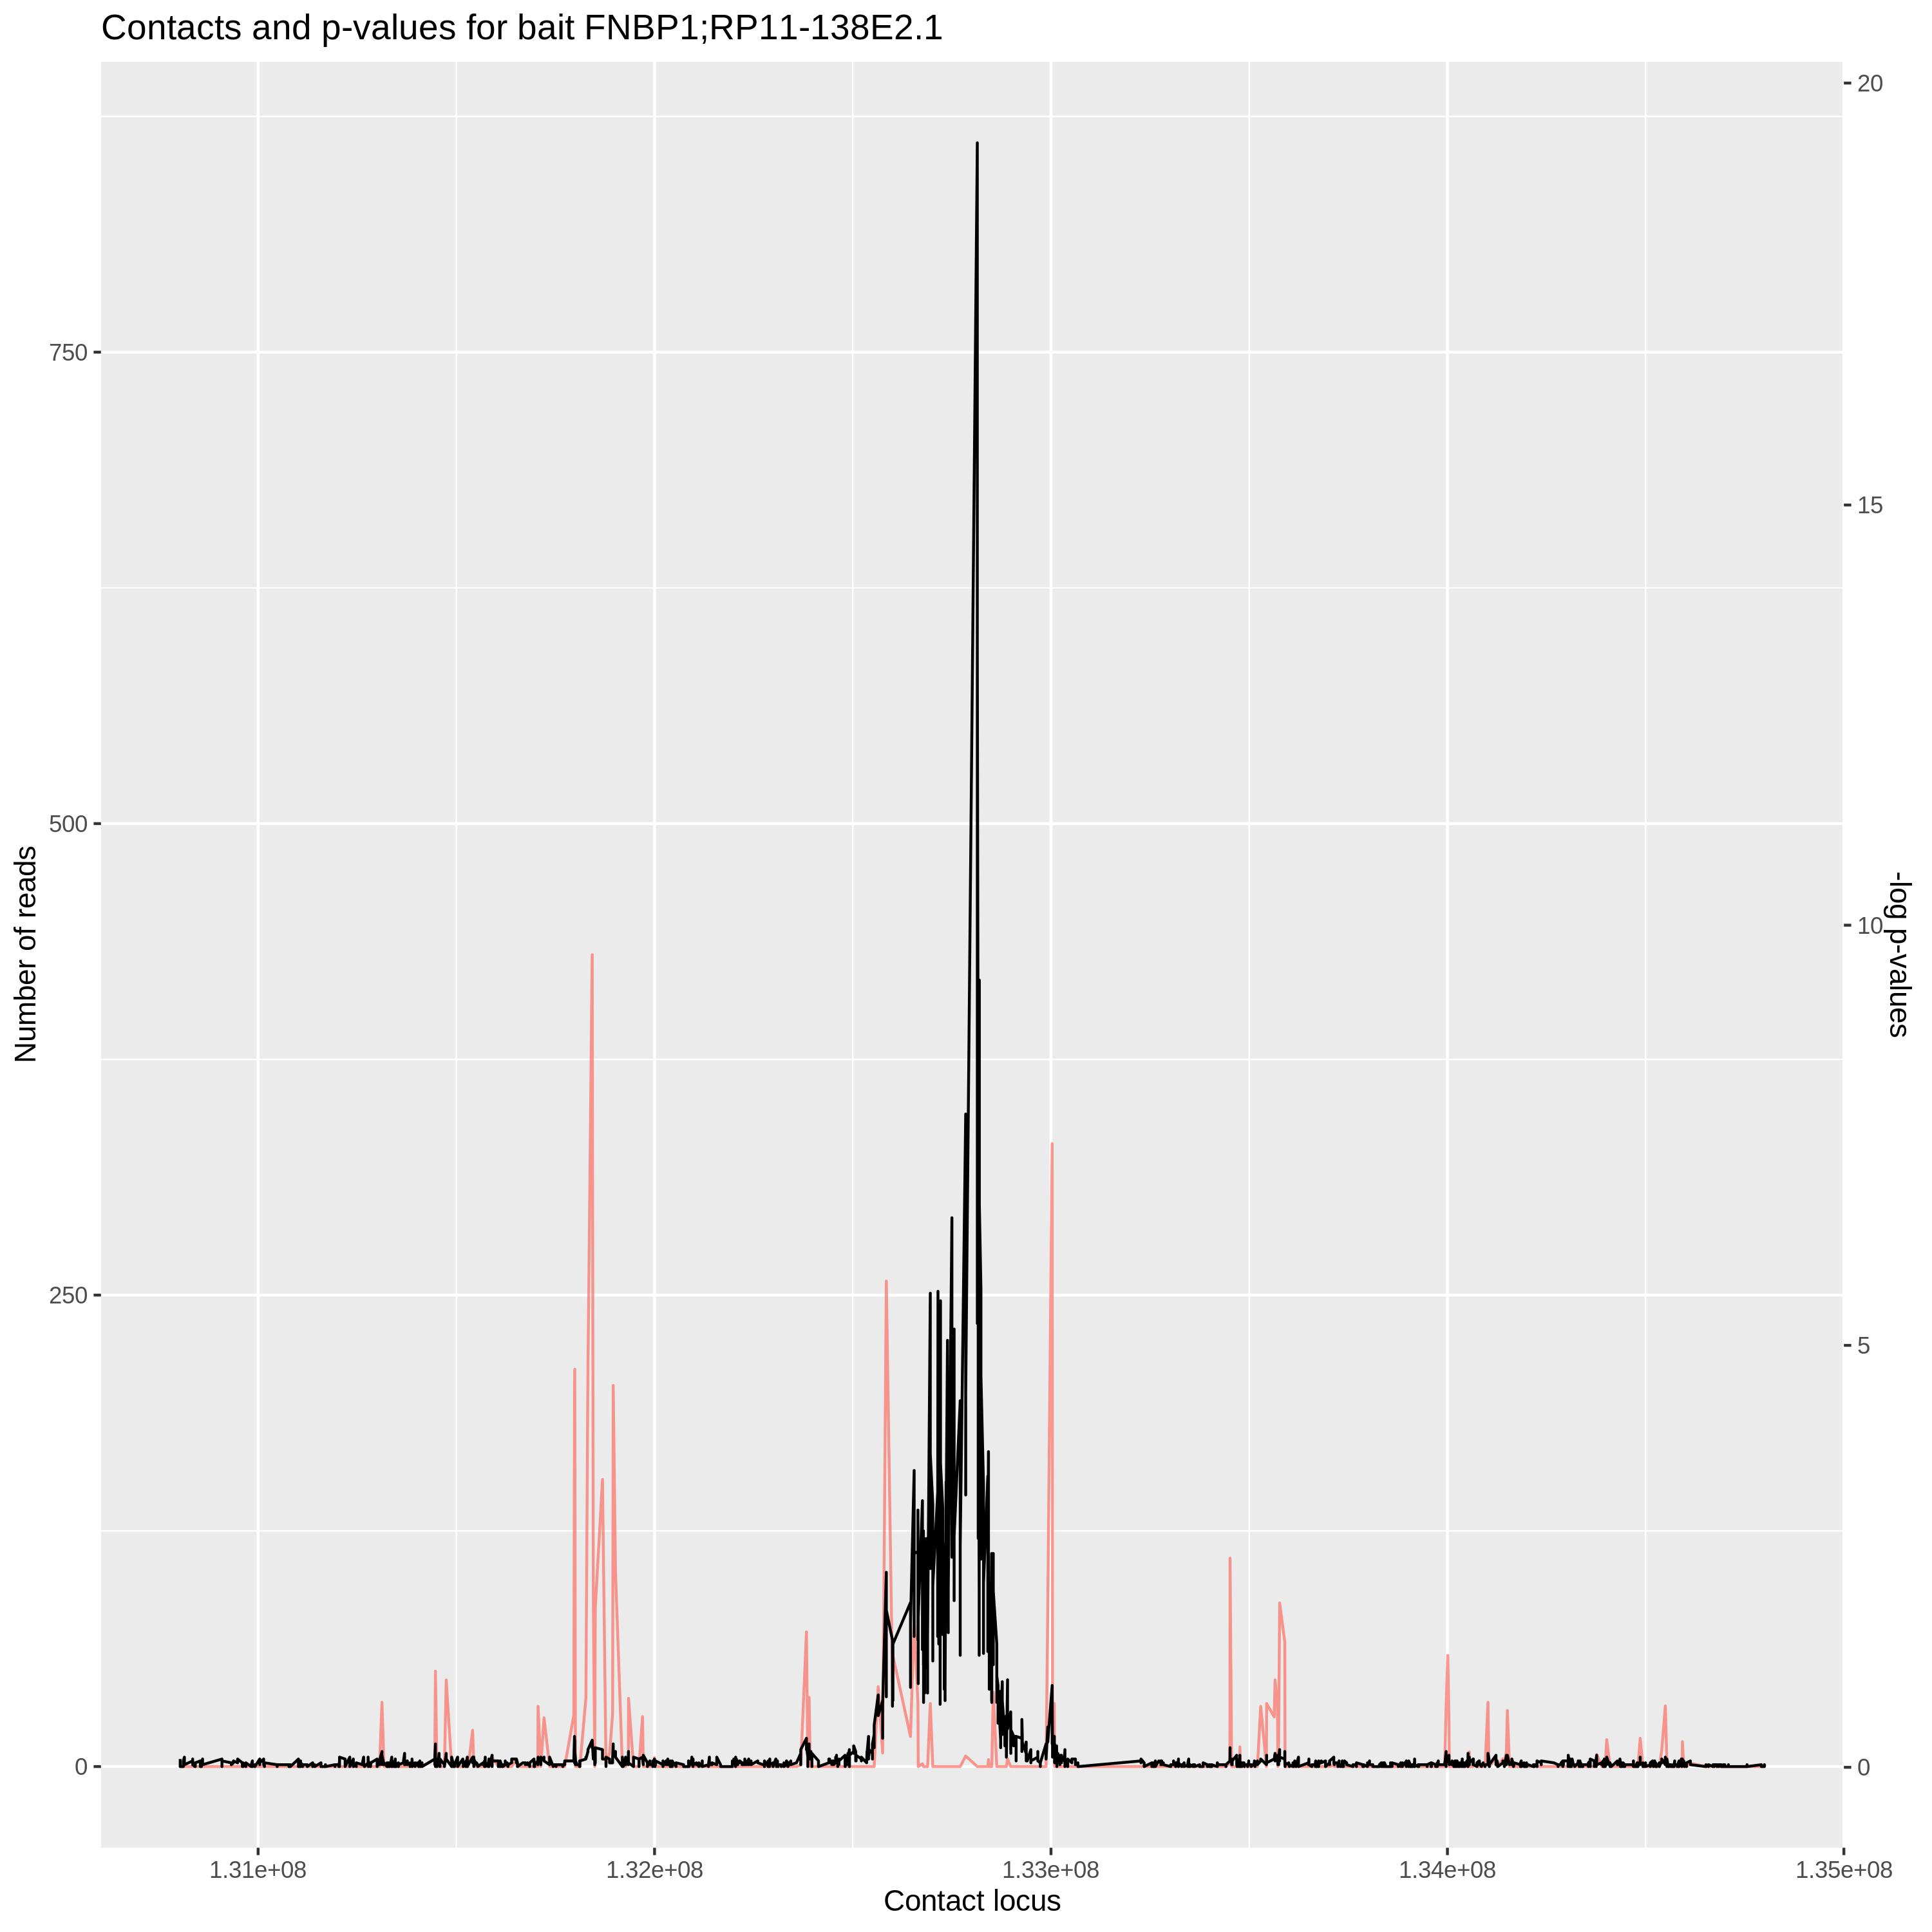 Contacts and p-values for bait FNBP1;RP11-138E2.1
20
750
15
500
10
Number of reads
-log p-values
250
5
0
0
1.31e+08
1.32e+08
1.33e+08
1.34e+08
1.35e+08
Contact locus